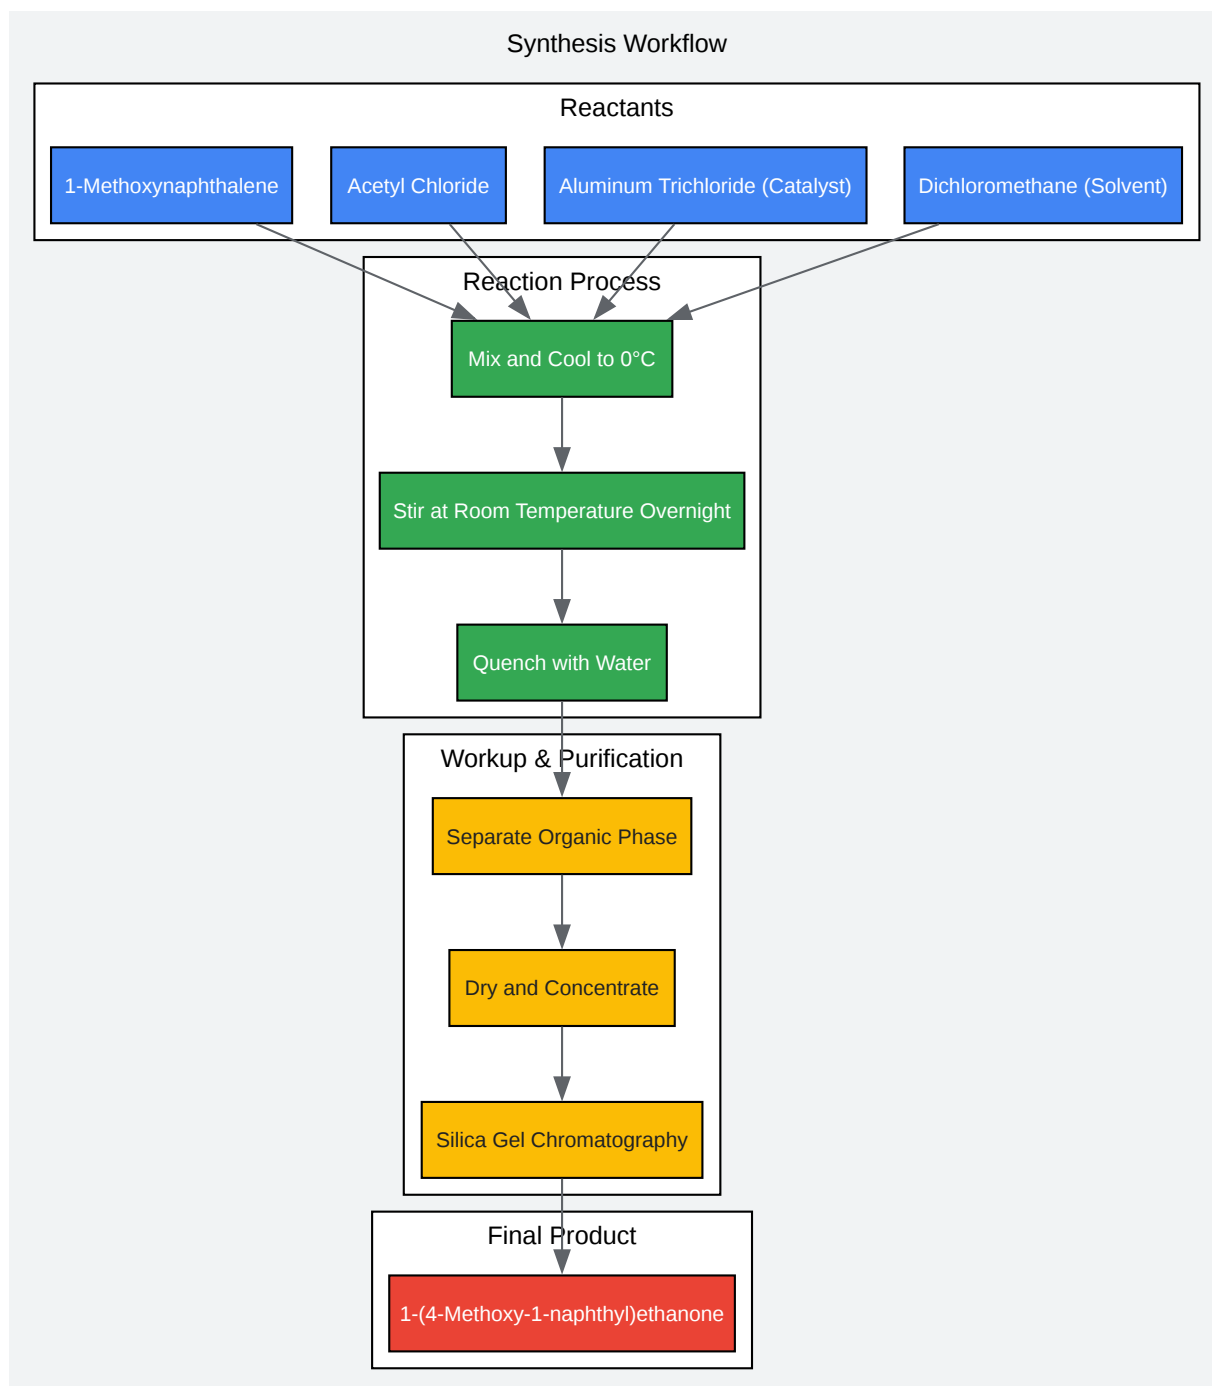 Synthesis Workflow
Reactants
1-Methoxynaphthalene
Acetyl Chloride
Aluminum Trichloride (Catalyst)
Dichloromethane (Solvent)
Reaction Process
Mix and Cool to 0°C
Stir at Room Temperature Overnight
Quench with Water
Workup & Purification
Separate Organic Phase
Dry and Concentrate
Silica Gel Chromatography
Final Product
1-(4-Methoxy-1-naphthyl)ethanone